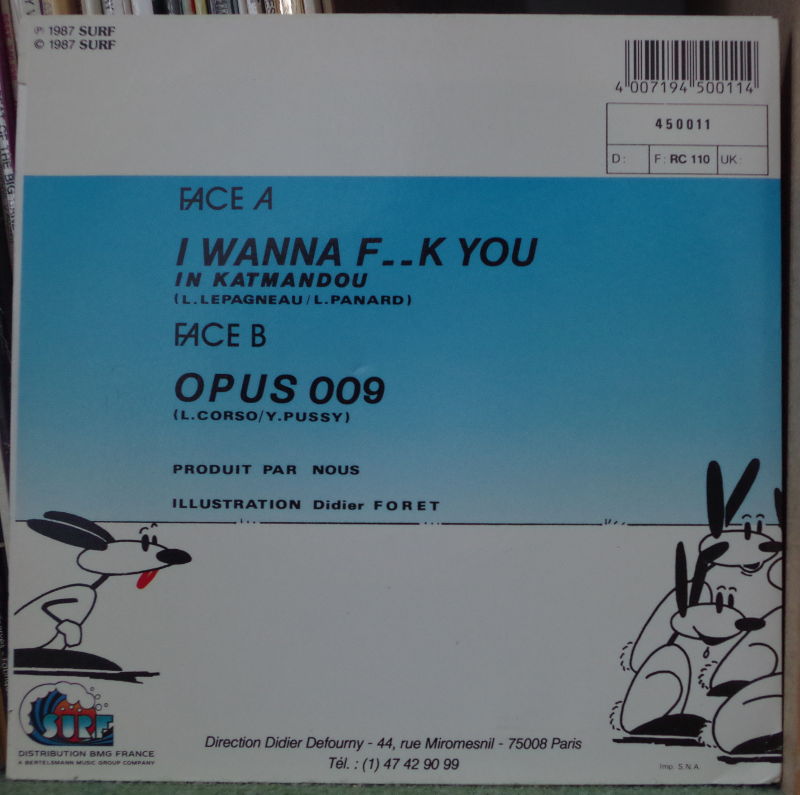 ℗ 1987 SURF
© 1987 SURF
4 007194 500114
450011
D: F: RC 110 UK:
FACE A
I WANNA F__K YOU
IN KATMANDOU
(L.LEPAGNEAU/L.PANARD)
FACE B
OPUS 009
(L.CORSO/Y.PUSSY)
PRODUIT PAR NOUS
ILLUSTRATION Didier FORET
SURF
DISTRIBUTION BMG FRANCE
A BERTELSMANN MUSIC GROUP COMPANY
Direction Didier Defourny - 44, rue Miromesnil - 75008 Paris
Tél. : (1) 47 42 90 99
Imp. S.N.A.